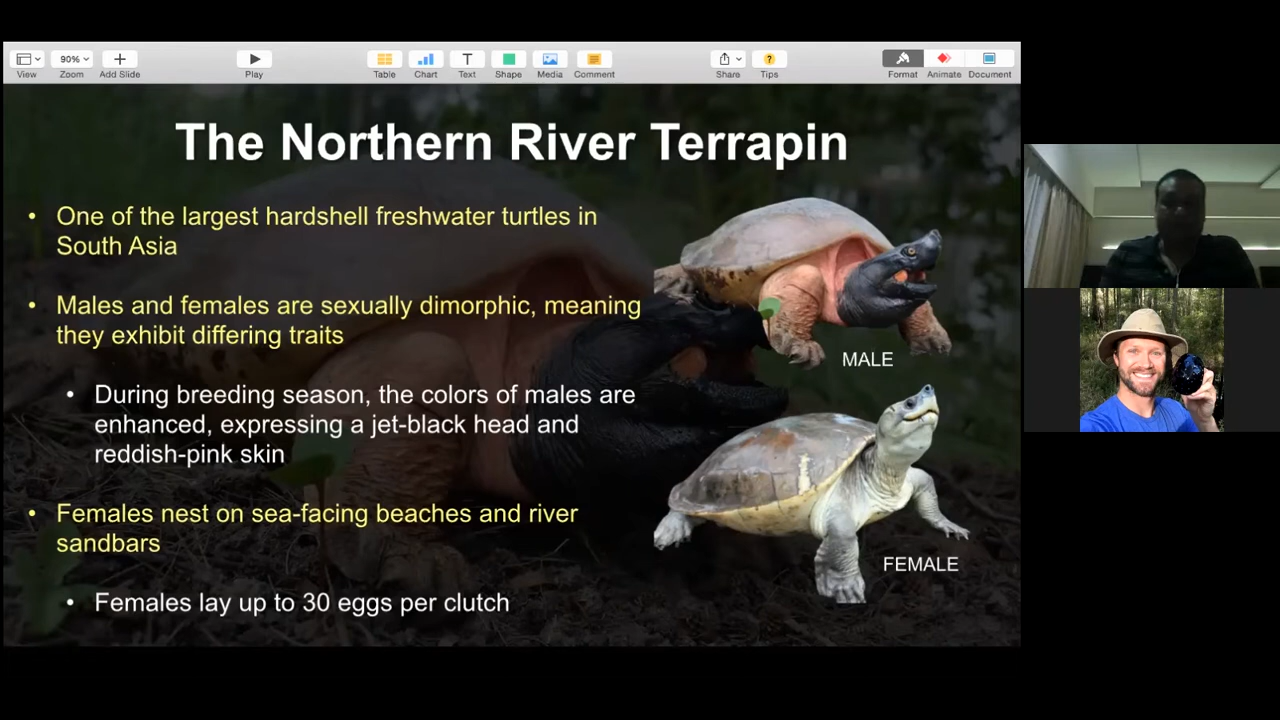 90%
View
Zoom
Add Slide
Play
Table
Chart
Text
Shape
Media
Comment
Share
Tips
Format
Animate
Document
The Northern River Terrapin
• One of the largest hardshell freshwater turtles in
South Asia
• Males and females are sexually dimorphic, meaning
they exhibit differing traits
• During breeding season, the colors of males are
enhanced, expressing a jet-black head and
reddish-pink skin
• Females nest on sea-facing beaches and river
sandbars
• Females lay up to 30 eggs per clutch
MALE
FEMALE